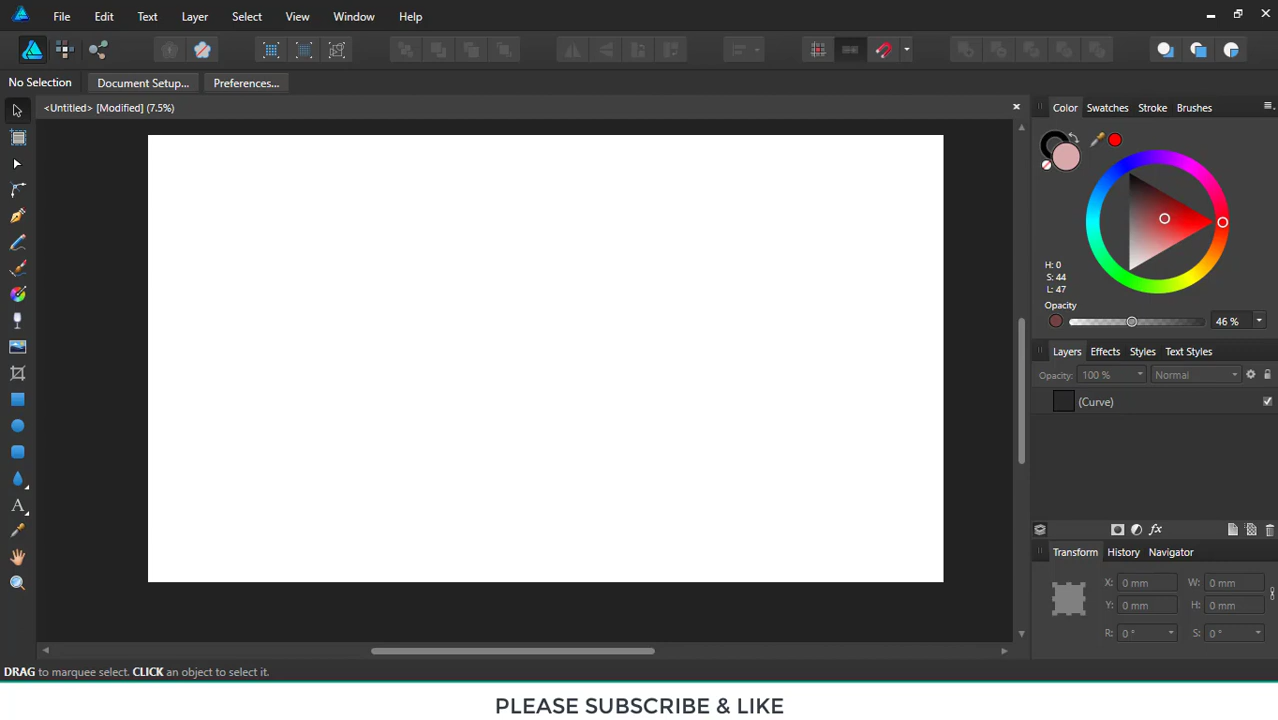 File Edit Text Layer Select View Window Help
No Selection Document Setup... Preferences...
<Untitled> [Modified] (7.5%)
Color Swatches Stroke Brushes
H: 0
S: 44
L: 47
Opacity
46 %
Layers Effects Styles Text Styles
Opacity: 100 % Normal
(Curve)
fx
Transform History Navigator
X: 0 mm W: 0 mm
Y: 0 mm H: 0 mm
R: 0 ° S: 0 °
A
DRAG to marquee select. CLICK an object to select it.
PLEASE SUBSCRIBE & LIKE